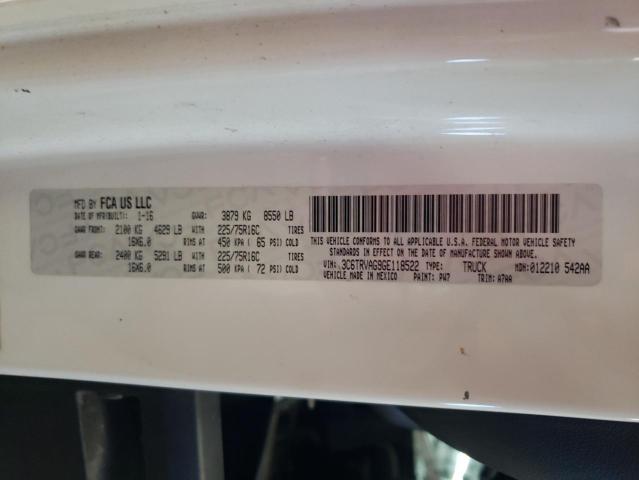 MFD BY FCA US LLC
DATE OF MFR(BUILT): 1-16 GVWR: 3879 KG 8550 LB
GAWR FRONT: 2100 KG 4629 LB WITH 225/75R16C TIRES
16X6.0 RIMS AT 450 KPA ( 65 PSI) COLD
GAWR REAR: 2400 KG 5291 LB WITH 225/75R16C TIRES
16X6.0 RIMS AT 500 KPA ( 72 PSI) COLD
THIS VEHICLE CONFORMS TO ALL APPLICABLE U.S.A. FEDERAL MOTOR VEHICLE SAFETY
STANDARDS IN EFFECT ON THE DATE OF MANUFACTURE SHOWN ABOVE.
VIN: 3C6TRVAG9GE118522 TYPE: TRUCK MDH: 012210 542AA
VEHICLE MADE IN MEXICO PAINT: PW7 TRIM: A7AA